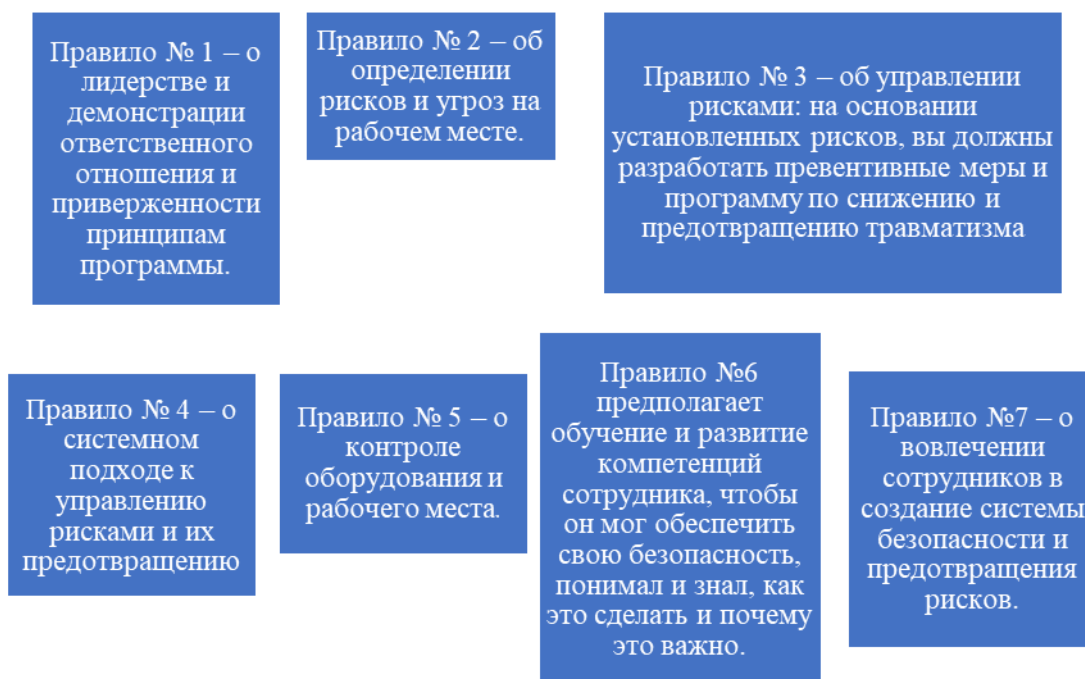 Правило № 1 – о
лидерстве и
демонстрации
ответственного
отношения и
приверженности
принципам
программы.
Правило № 2 – об
определении
рисков и угроз на
рабочем месте.
Правило № 3 – об управлении
рисками: на основании
установленных рисков, вы должны
разработать превентивные меры и
программу по снижению и
предотвращению травматизма
Правило № 4 – о
системном
подходе к
управлению
рисками и их
предотвращению
Правило № 5 – о
контроле
оборудования и
рабочего места.
Правило №6
предполагает
обучение и развитие
компетенций
сотрудника, чтобы
он мог обеспечить
свою безопасность,
понимал и знал, как
это сделать и почему
это важно.
Правило №7 – о
вовлечении
сотрудников в
создание системы
безопасности и
предотвращения
рисков.